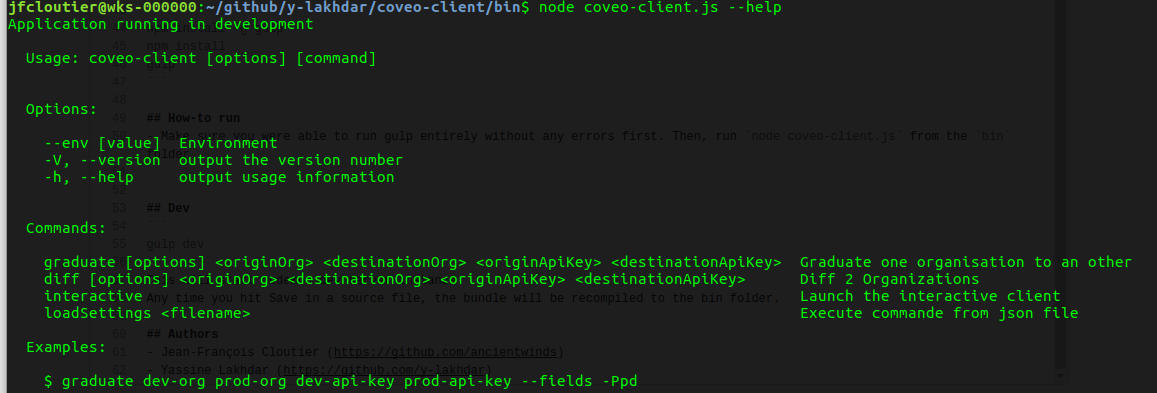 jfcloutier@wks-000000:~/github/y-lakhdar/coveo-client/bin$ node coveo-client.js --help
Application running in development
45 npm install
Usage: coveo-client [options] [command]
47
48
Options:
49 ## How-to run
Make sure you were able to run gulp entirely without any errors first. Then, run `node coveo-client.js` from the `bin`
--env [value] Environment
-V, --version output the version number
-h, --help output usage information
52
53 ## Dev
54 ```
Commands:
55 gulp dev
graduate [options] <originOrg> <destinationOrg> <originApiKey> <destinationApiKey> Graduate one organisation to an other
diff [options] <originOrg> <destinationOrg> <originApiKey> <destinationApiKey> Diff 2 Organizations
interactive Launch the interactive client
Any time you hit Save in a source file, the bundle will be recompiled to the bin folder.
loadSettings <filename> Execute commande from json file
60 ## Authors
Examples:
61 - Jean-François Cloutier (https://github.com/ancientwinds)
- Yassine Lakhdar (https://github.com/y-lakhdar)
$ graduate dev-org prod-org dev-api-key prod-api-key --fields -Ppd